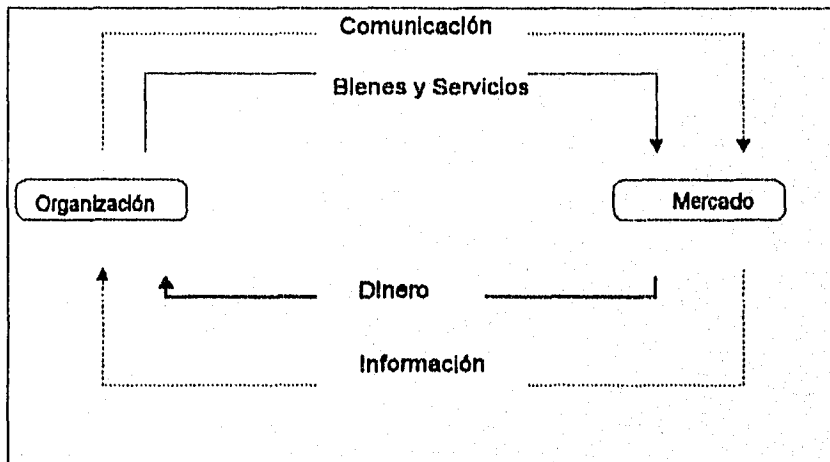 Comunicación
Bienes y Servicios
Organización
Mercado
Dinero
Información